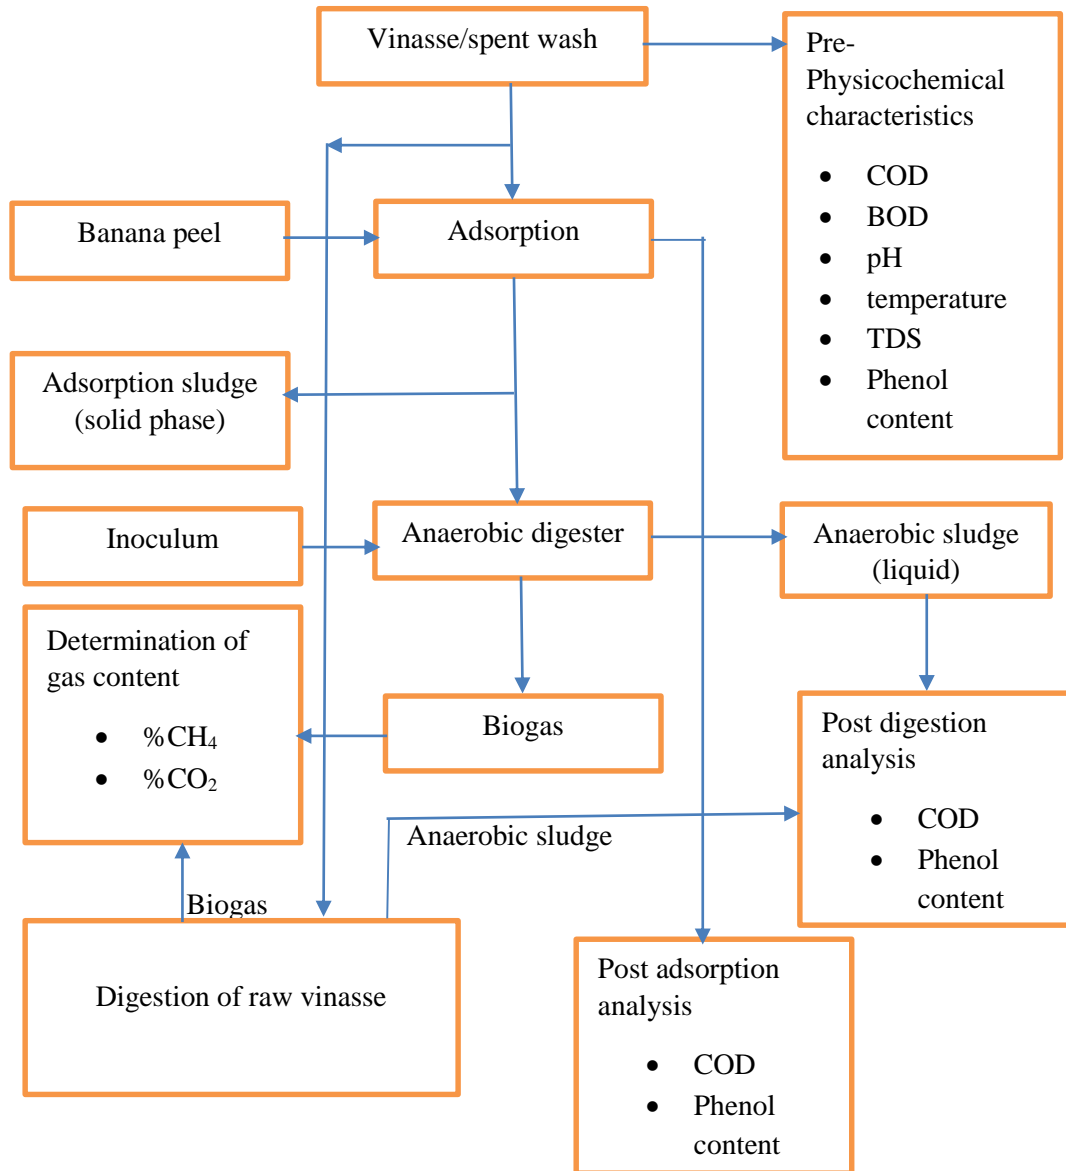 Vinasse/spent wash
Pre-
Physicochemical
characteristics
• COD
• BOD
• pH
• temperature
• TDS
• Phenol
content
Banana peel
Adsorption
Adsorption sludge
(solid phase)
Inoculum
Anaerobic digester
Anaerobic sludge
(liquid)
Determination of
gas content
• %CH₄
• %CO₂
Biogas
Post digestion
analysis
• COD
• Phenol
content
Anaerobic sludge
Biogas
Digestion of raw vinasse
Post adsorption
analysis
• COD
• Phenol
content